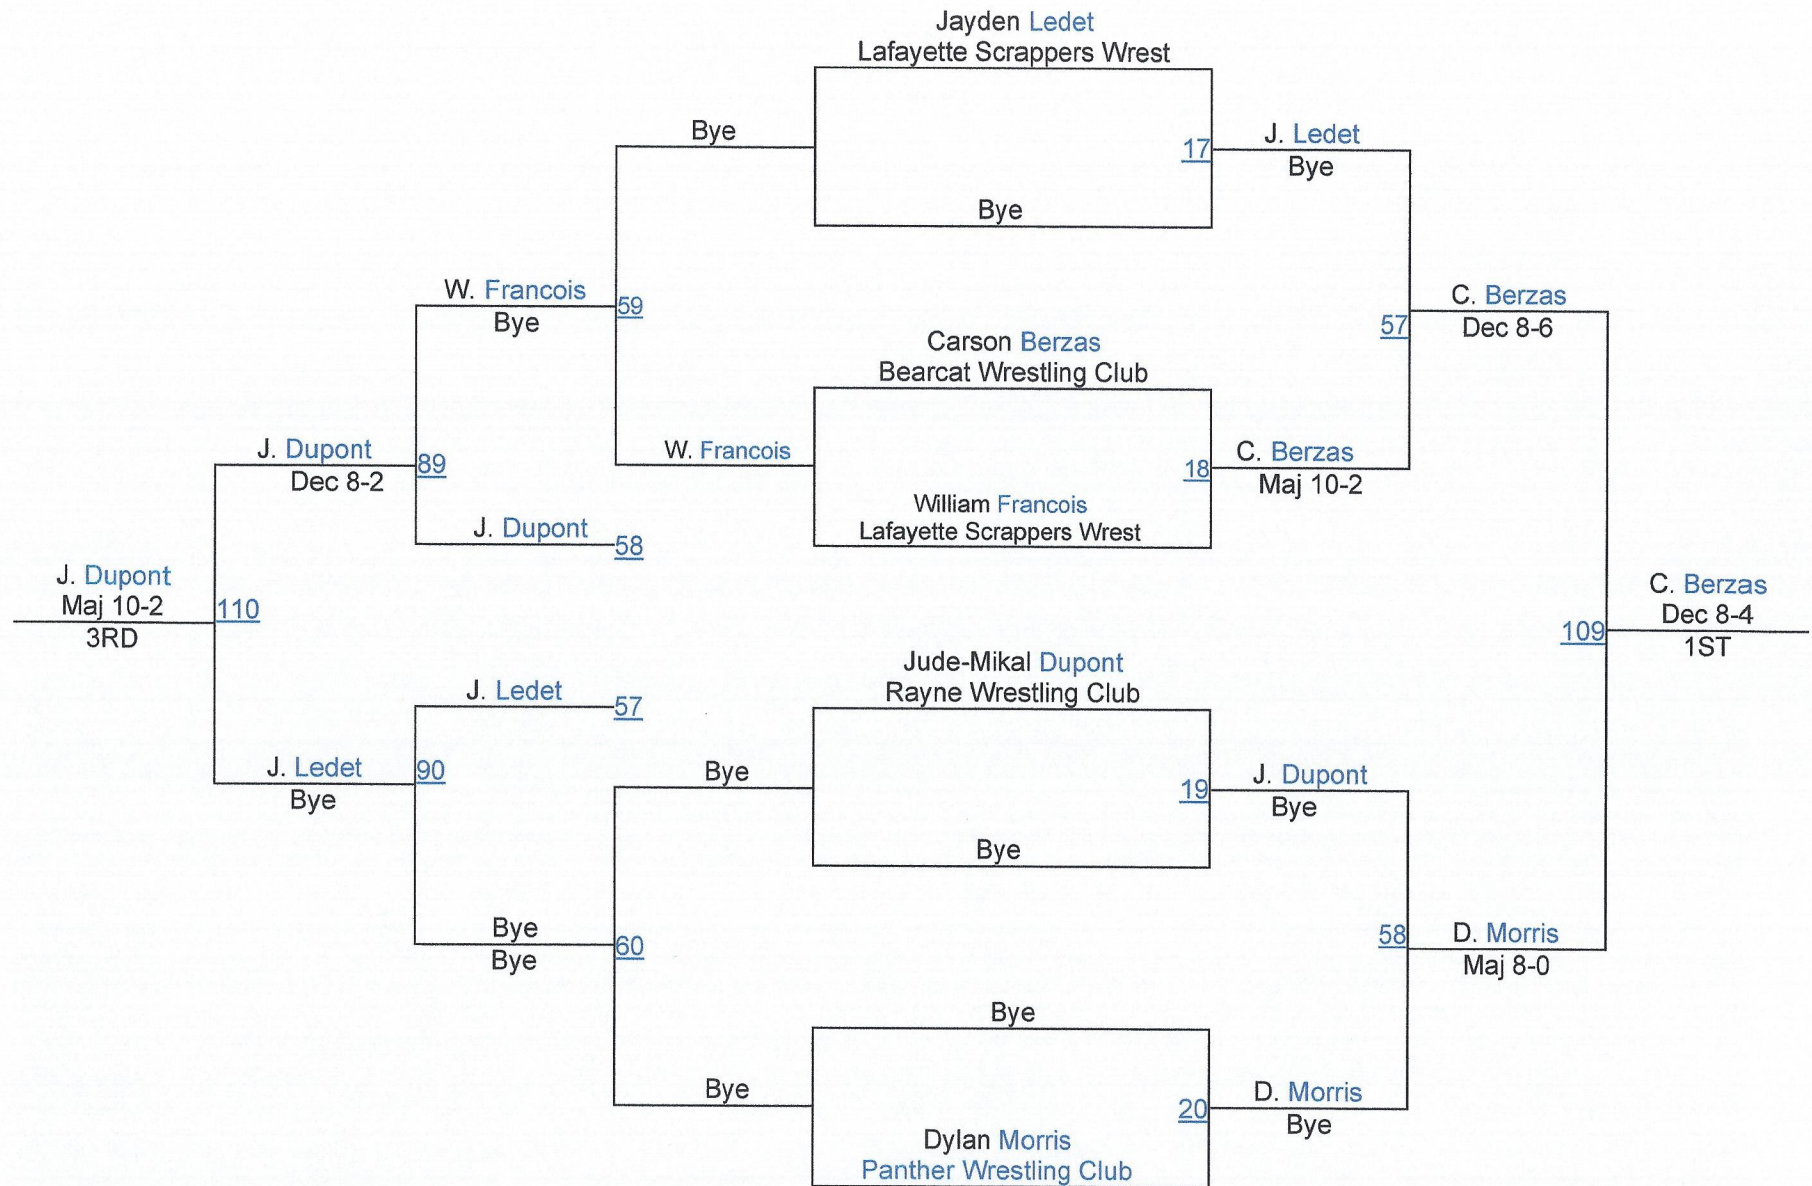 Jayden Ledet
Lafayette Scrappers Wrest
Bye
17
J. Ledet
Bye
Bye
W. Francois
Bye
59
C. Berzas
Dec 8-6
57
Carson Berzas
Bearcat Wrestling Club
J. Dupont
Dec 8-2
89
W. Francois
18
C. Berzas
Maj 10-2
William Francois
Lafayette Scrappers Wrest
J. Dupont
58
J. Dupont
Maj 10-2
3RD
110
C. Berzas
Dec 8-4
1ST
109
Jude-Mikal Dupont
Rayne Wrestling Club
J. Ledet
57
J. Ledet
Bye
90
Bye
19
J. Dupont
Bye
Bye
Bye
Bye
60
58
D. Morris
Maj 8-0
Bye
Bye
20
D. Morris
Bye
Dylan Morris
Panther Wrestling Club